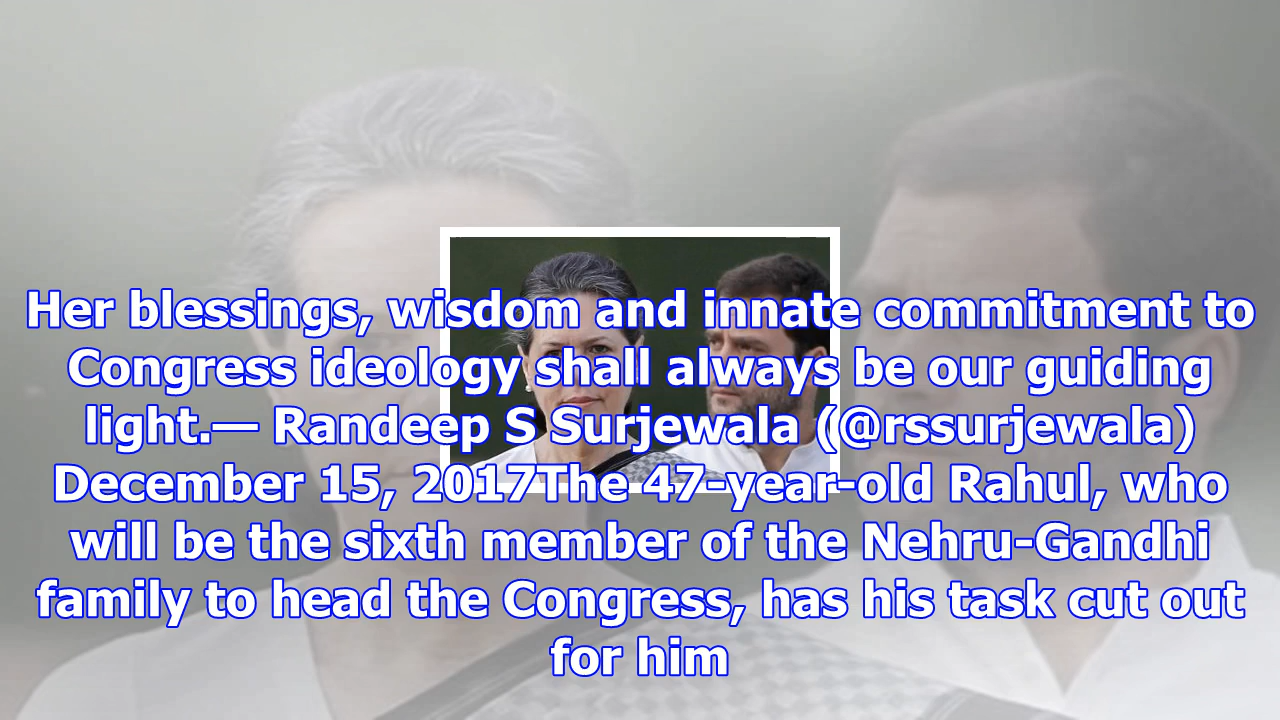 Her blessings, wisdom and innate commitment to
Congress ideology shall always be our guiding
light.— Randeep S Surjewala (@rssurjewala)
December 15, 2017The 47-year-old Rahul, who
will be the sixth member of the Nehru-Gandhi
family to head the Congress, has his task cut out
for him